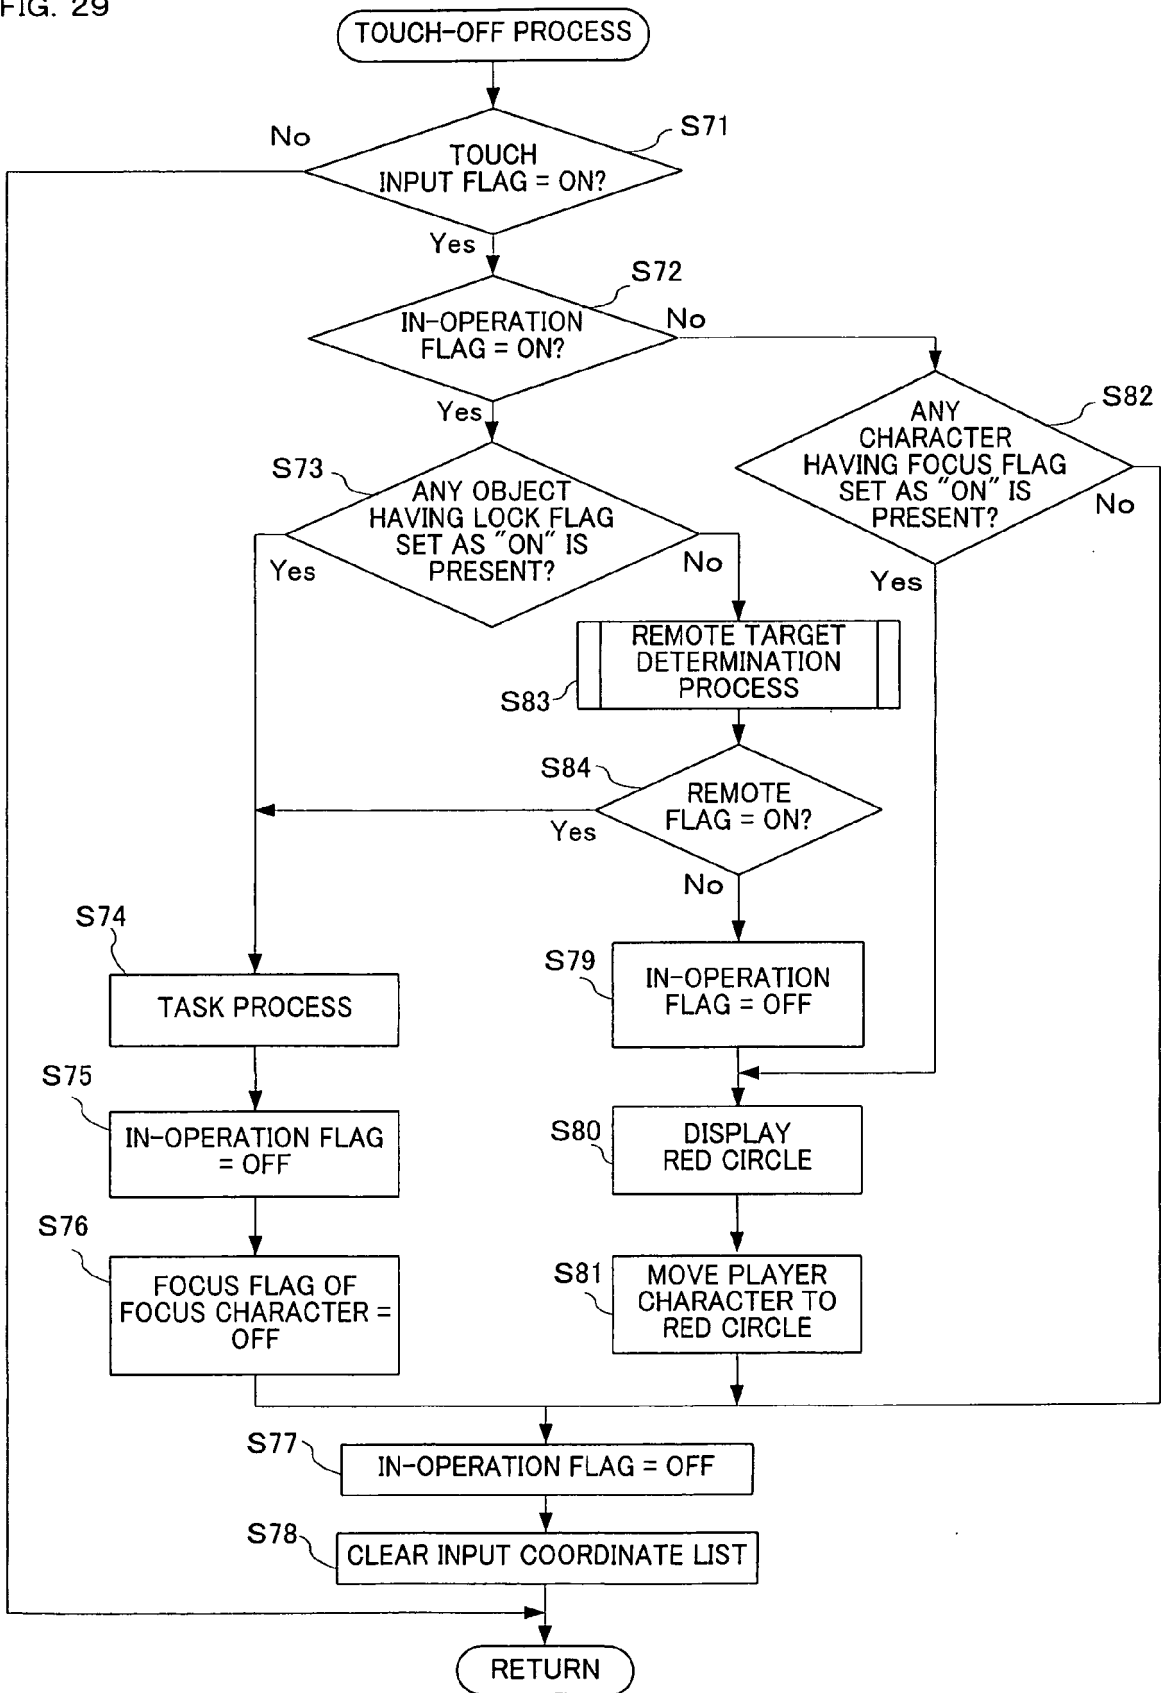 FIG. 29
TOUCH-OFF PROCESS
S71
No
TOUCH
INPUT FLAG = ON?
Yes
S72
IN-OPERATION
FLAG = ON?
No
Yes
S82
ANY
CHARACTER
HAVING FOCUS FLAG
SET AS "ON" IS
PRESENT?
No
Yes
S73
ANY OBJECT
HAVING LOCK FLAG
SET AS "ON" IS
PRESENT?
Yes
No
REMOTE TARGET
DETERMINATION
PROCESS
S83
S84
REMOTE
FLAG = ON?
Yes
No
S74
TASK PROCESS
S79
IN-OPERATION
FLAG = OFF
S75
IN-OPERATION FLAG
= OFF
S80
DISPLAY
RED CIRCLE
S76
FOCUS FLAG OF
FOCUS CHARACTER =
OFF
S81
MOVE PLAYER
CHARACTER TO
RED CIRCLE
S77
IN-OPERATION FLAG = OFF
S78
CLEAR INPUT COORDINATE LIST
RETURN